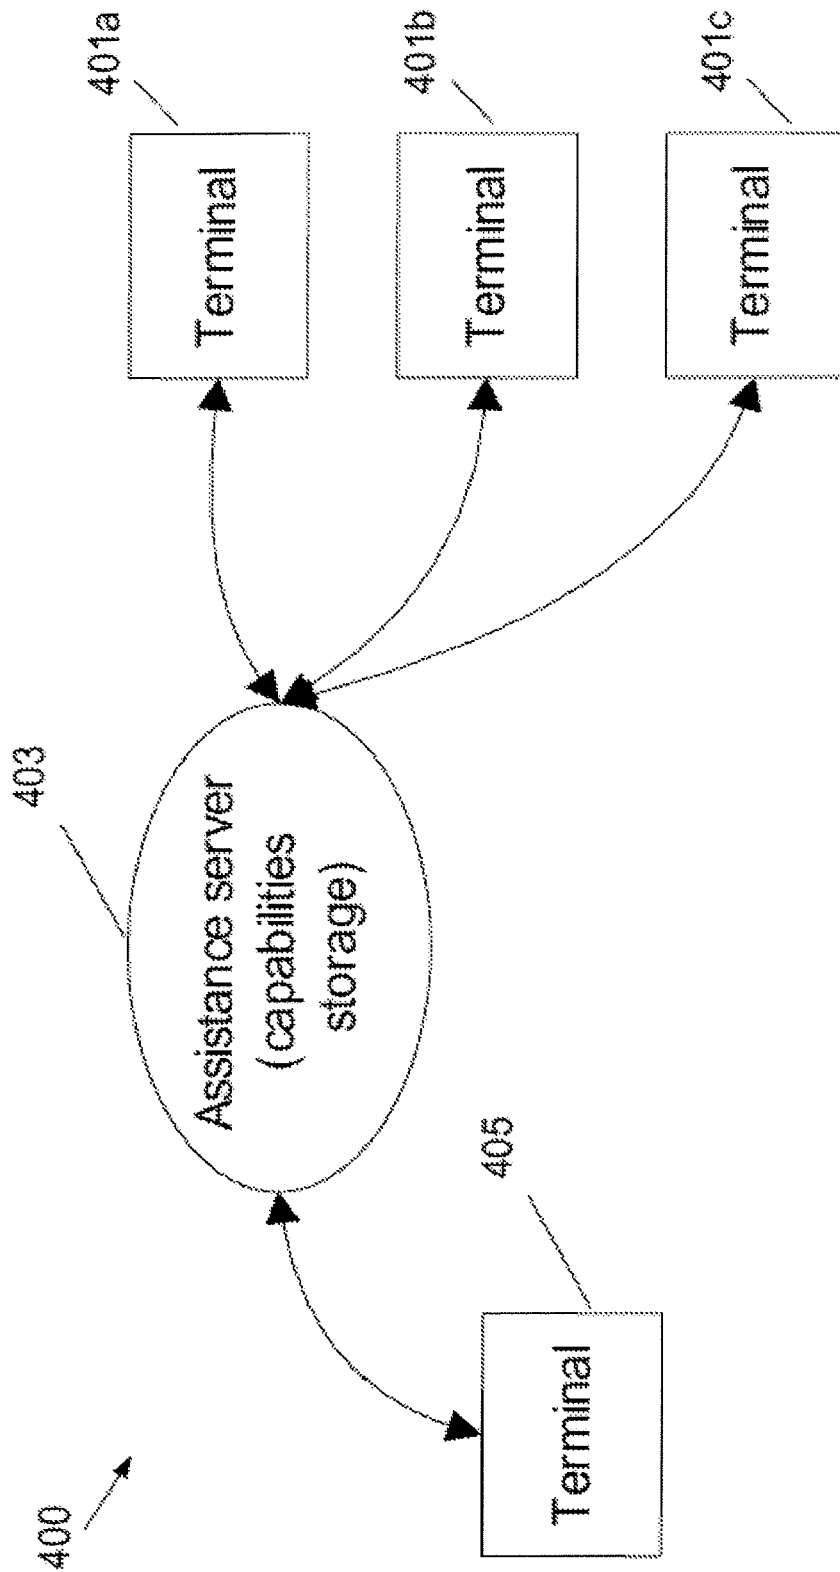 400
403
Assistance server
(capabilities
storage)
Terminal
401a
Terminal
401b
Terminal
401c
Terminal
405